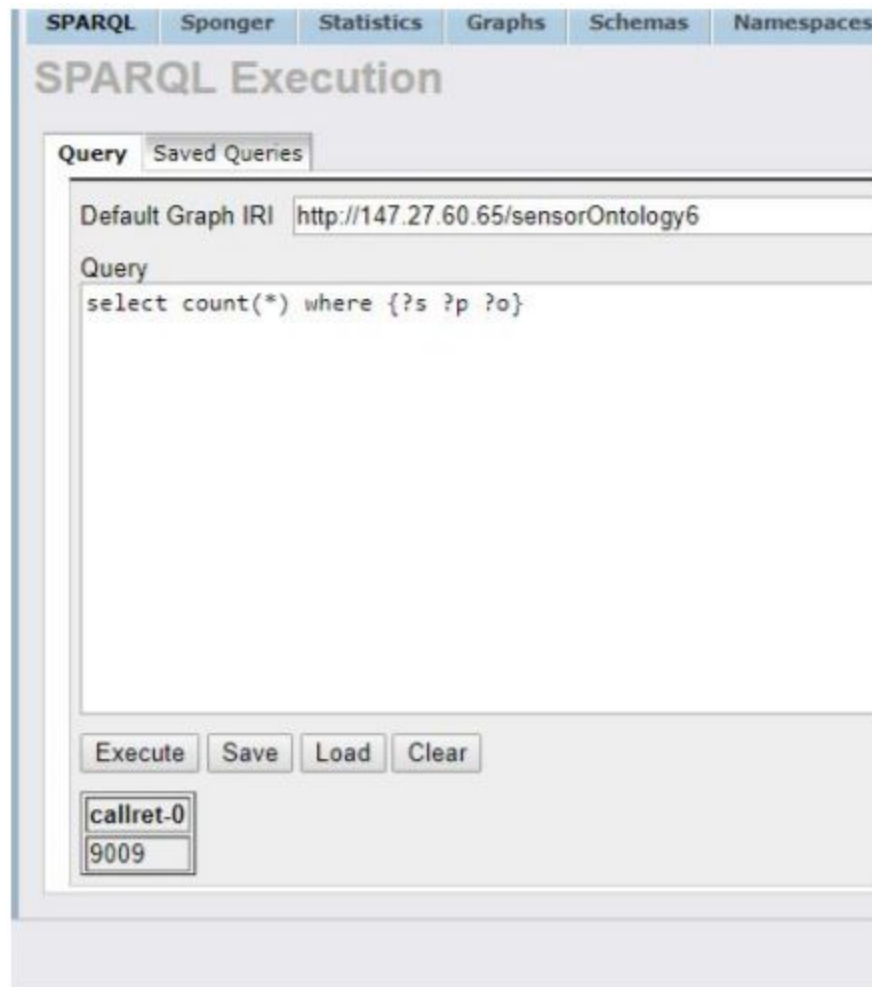 SPARQL Sponger Statistics Graphs Schemas Namespaces
SPARQL Execution
Query Saved Queries
Default Graph IRI http://147.27.60.65/sensorOntology6
Query
select count(*) where {?s ?p ?o}
Execute Save Load Clear
callret-0
9009